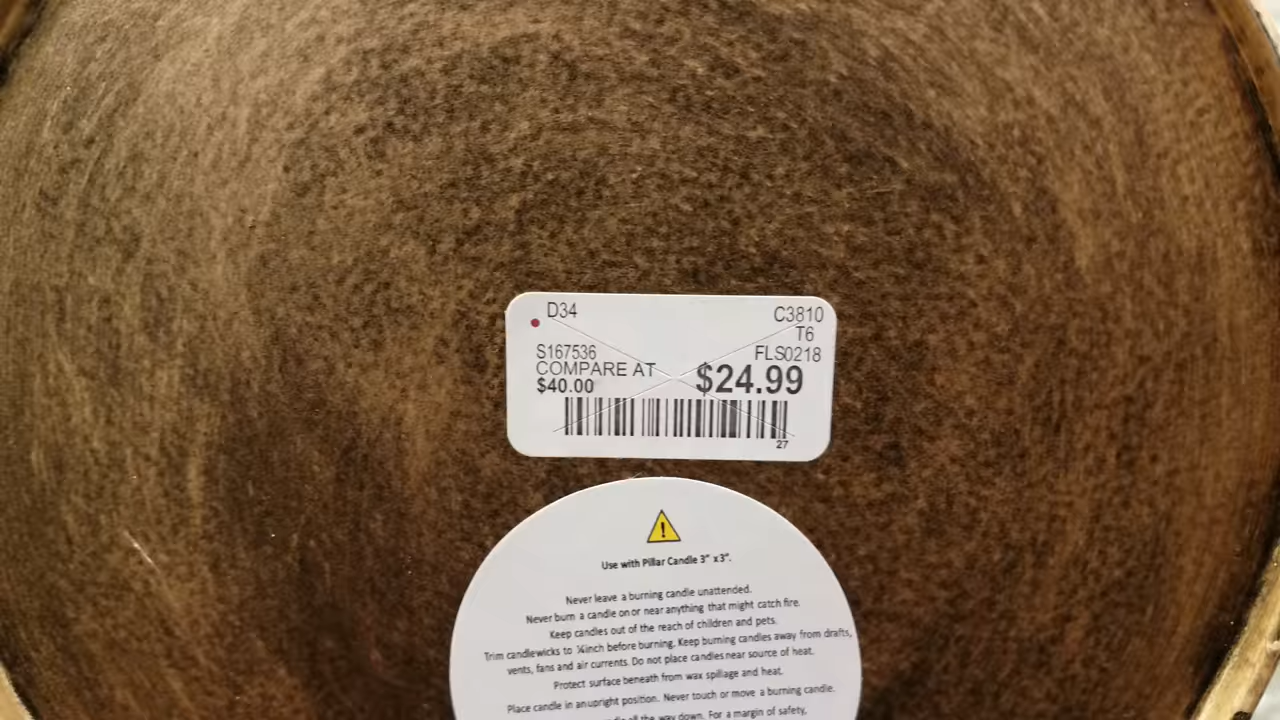 D34 C3810
T6
S167536 FLS0218
COMPARE AT
$40.00 $24.99
27
!
Use with Pillar Candle 3" x3".
Never leave a burning candle unattended.
Never burn a candle on or near anything that might catch fire.
Keep candles out of the reach of children and pets.
Trim candlewicks to ¼inch before burning. Keep burning candles away from drafts,
vents, fans and air currents. Do not place candles near source of heat.
Protect surface beneath from wax spillage and heat.
Place candle in an upright position. Never touch or move a burning candle.
all the way down. For a margin of safety,